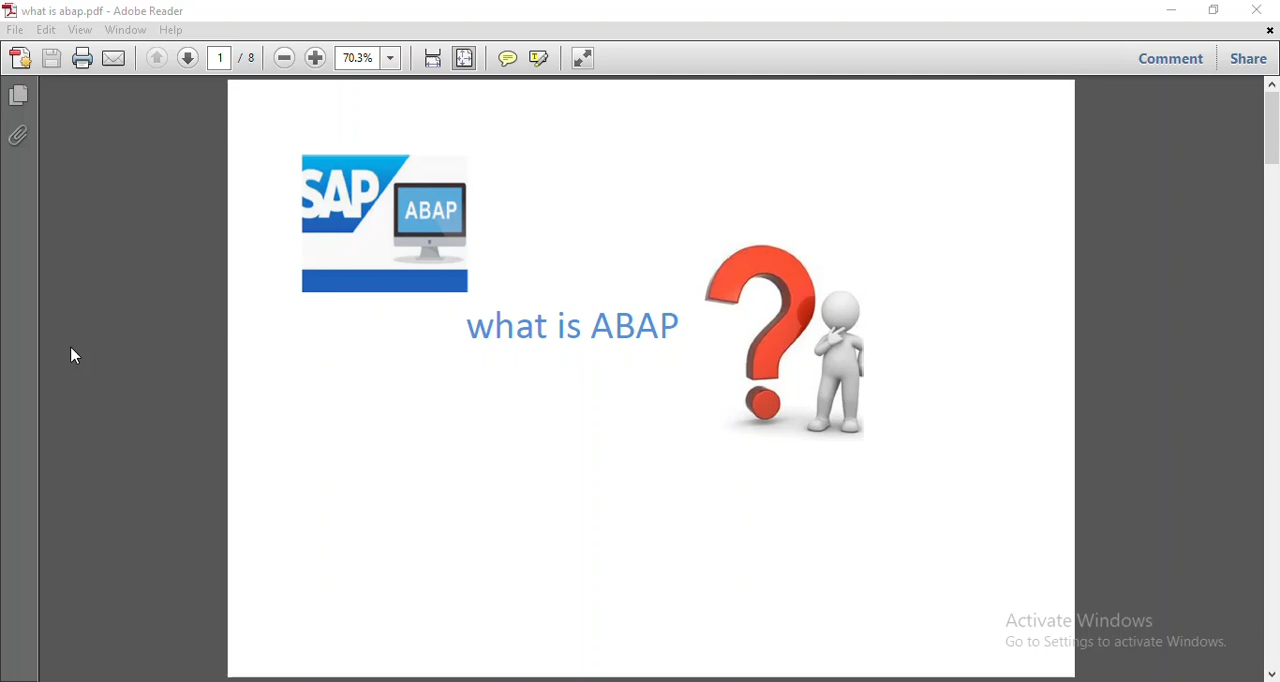 what is abap.pdf - Adobe Reader
File Edit View Window Help
1 / 8 70.3% Comment Share
SAP
ABAP
what is ABAP
Activate Windows
Go to Settings to activate Windows.